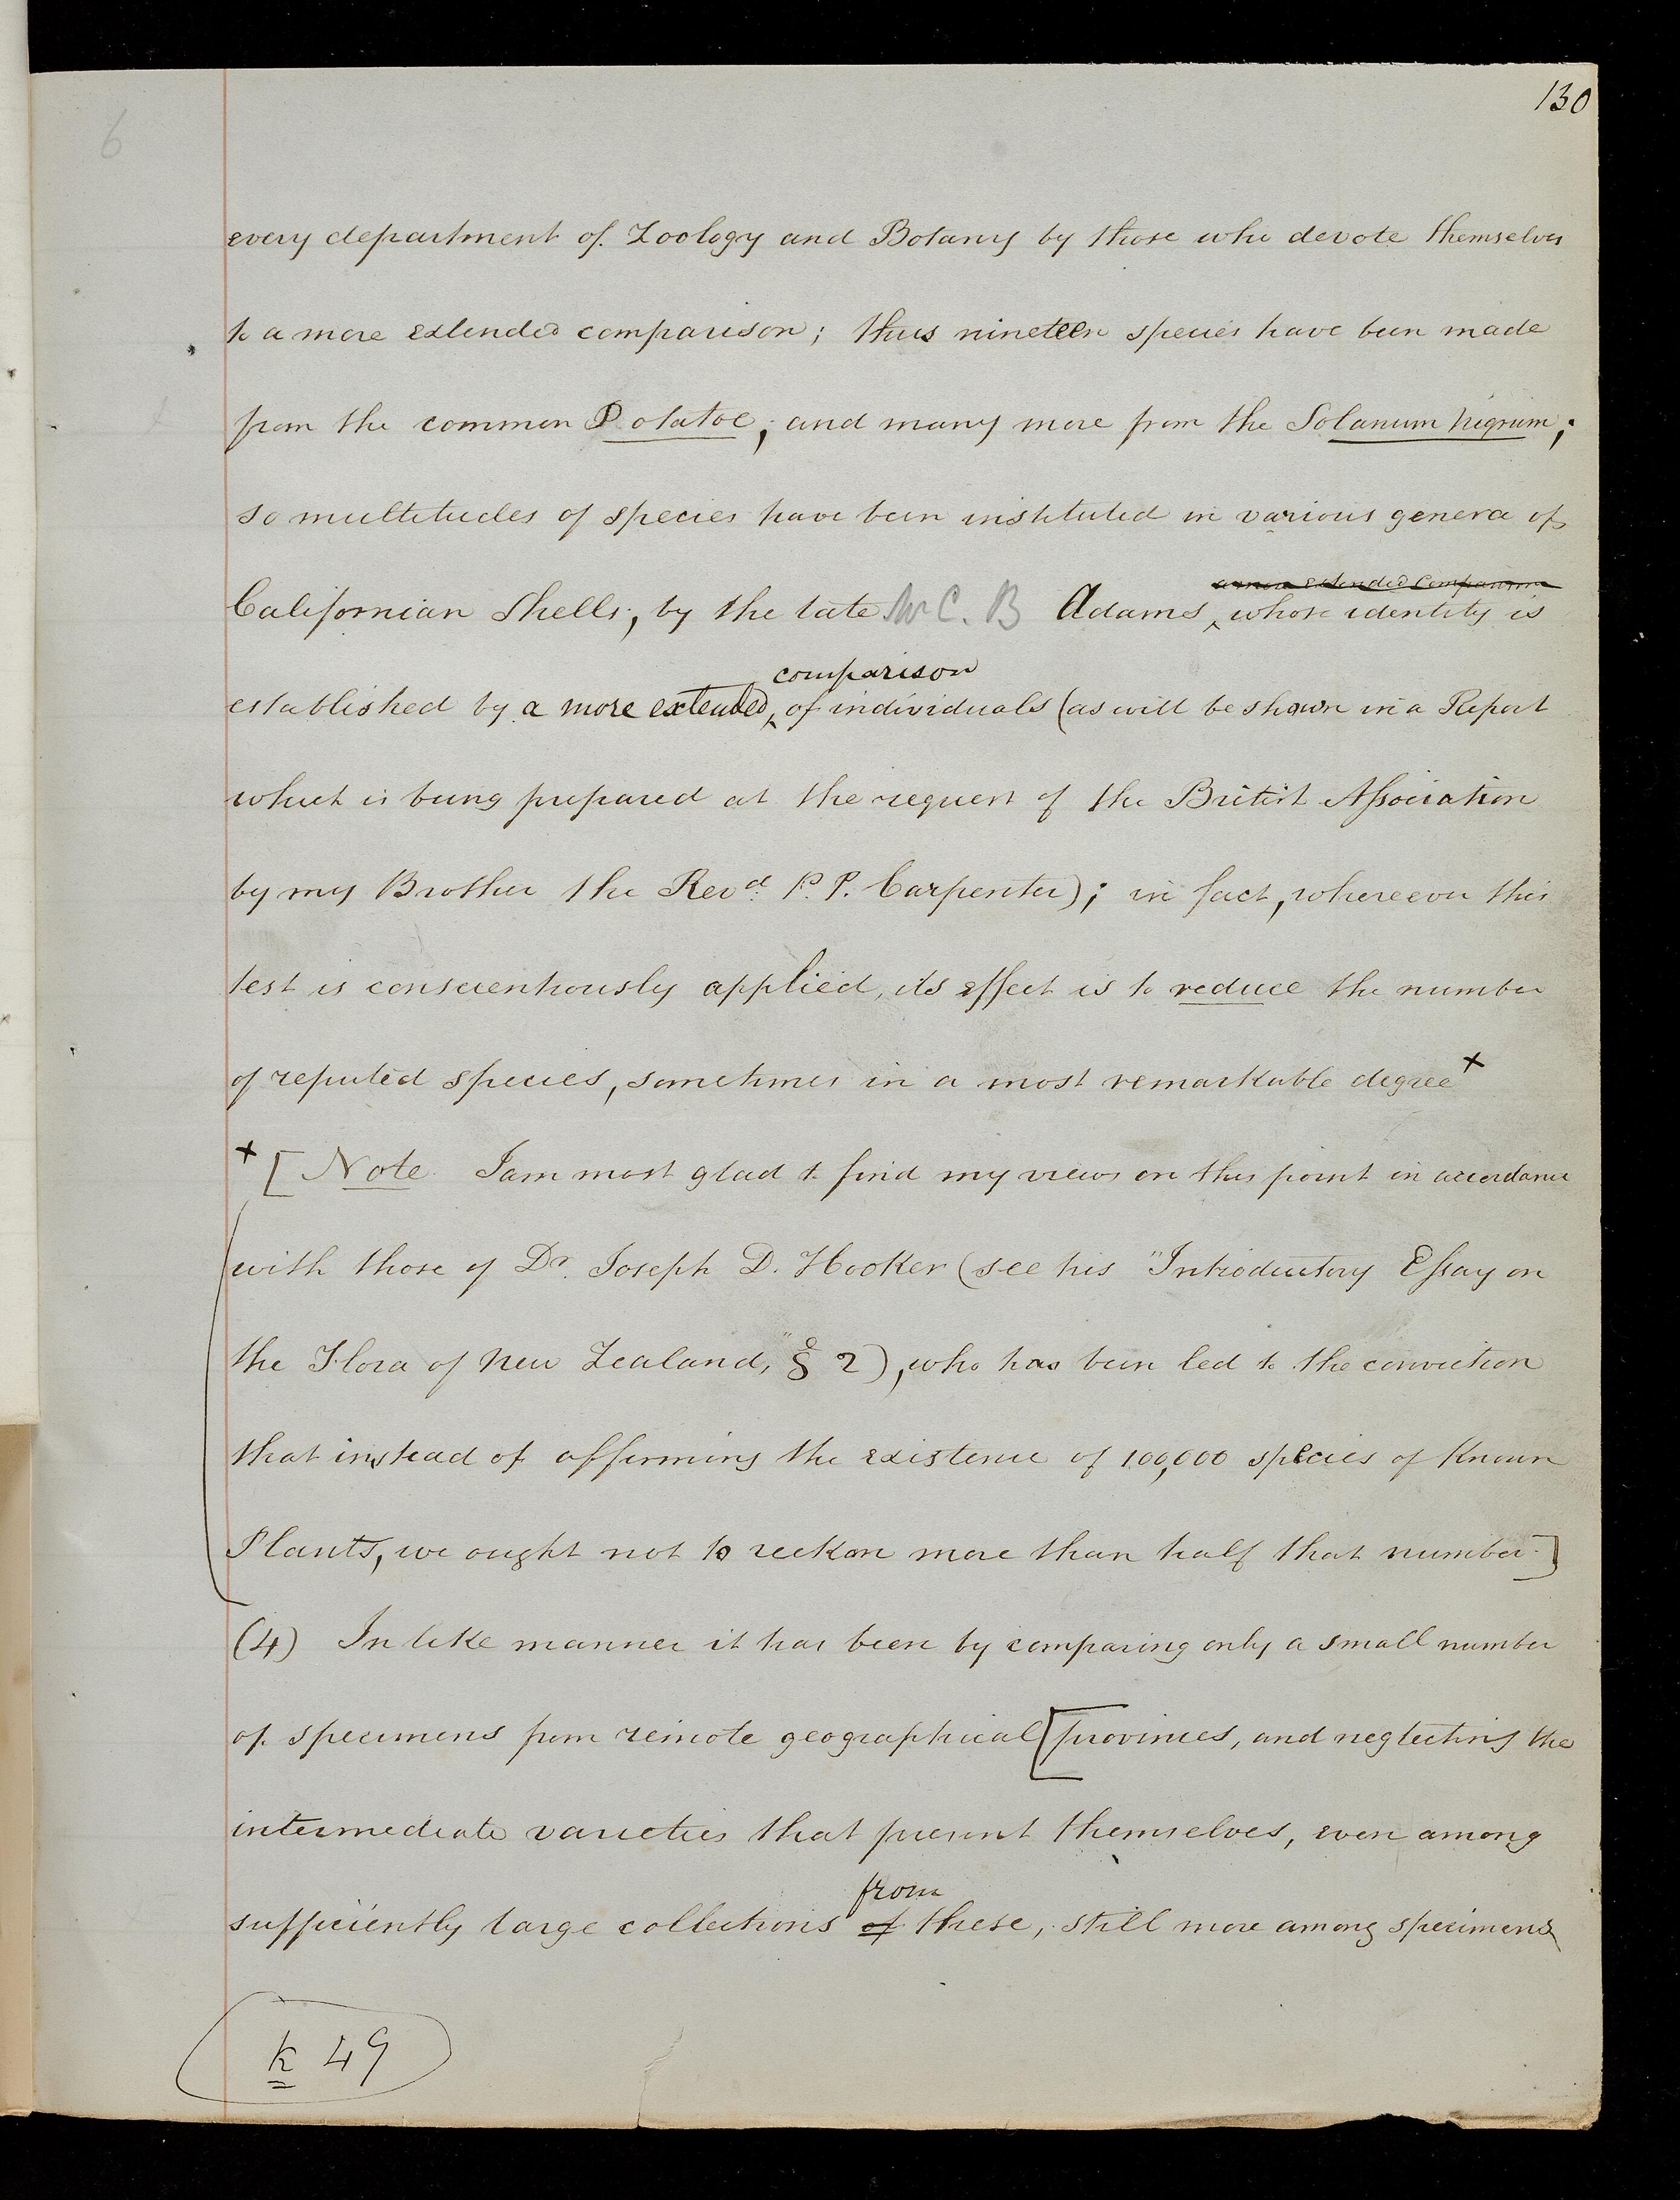 130
6
every department of Zoology and Botany by those who devote themselves
to a more extended comparison; thus nineteen species have been made
from the common Potatoe; and many more from the Solanum nigrum;
so multitudes of species have been instituted in various genera of
Californian Shells, by the late Mr C. B Adams, whose identity is
a more extended comparison
comparison
established by a more extended of individuals (as will be shown in a Report
which is being prepared at the request of the British Association
by my Brother the Revd. P. P. Carpenter); in fact, wherever this
test is conscientiously applied, its effect is to reduce the number
of reputed species, sometimes in a most remarkable degree x
x [Note I am most glad to find my views on this point in accordance
with those of Dr. Joseph D. Hooker (see his "Introductory Essay on
the Flora of New Zealand," § 2), who has been led to the conviction
that instead of affirming the existence of 100,000 species of Known
Plants, we ought not to reckon more than half that number.]
(4) In like manner it has been by comparing only a small number
of specimens from remote geographical [provinces, and neglecting the
intermediate varieties that present themselves, even among
from
sufficiently large collections of these, still more among specimens
k 49